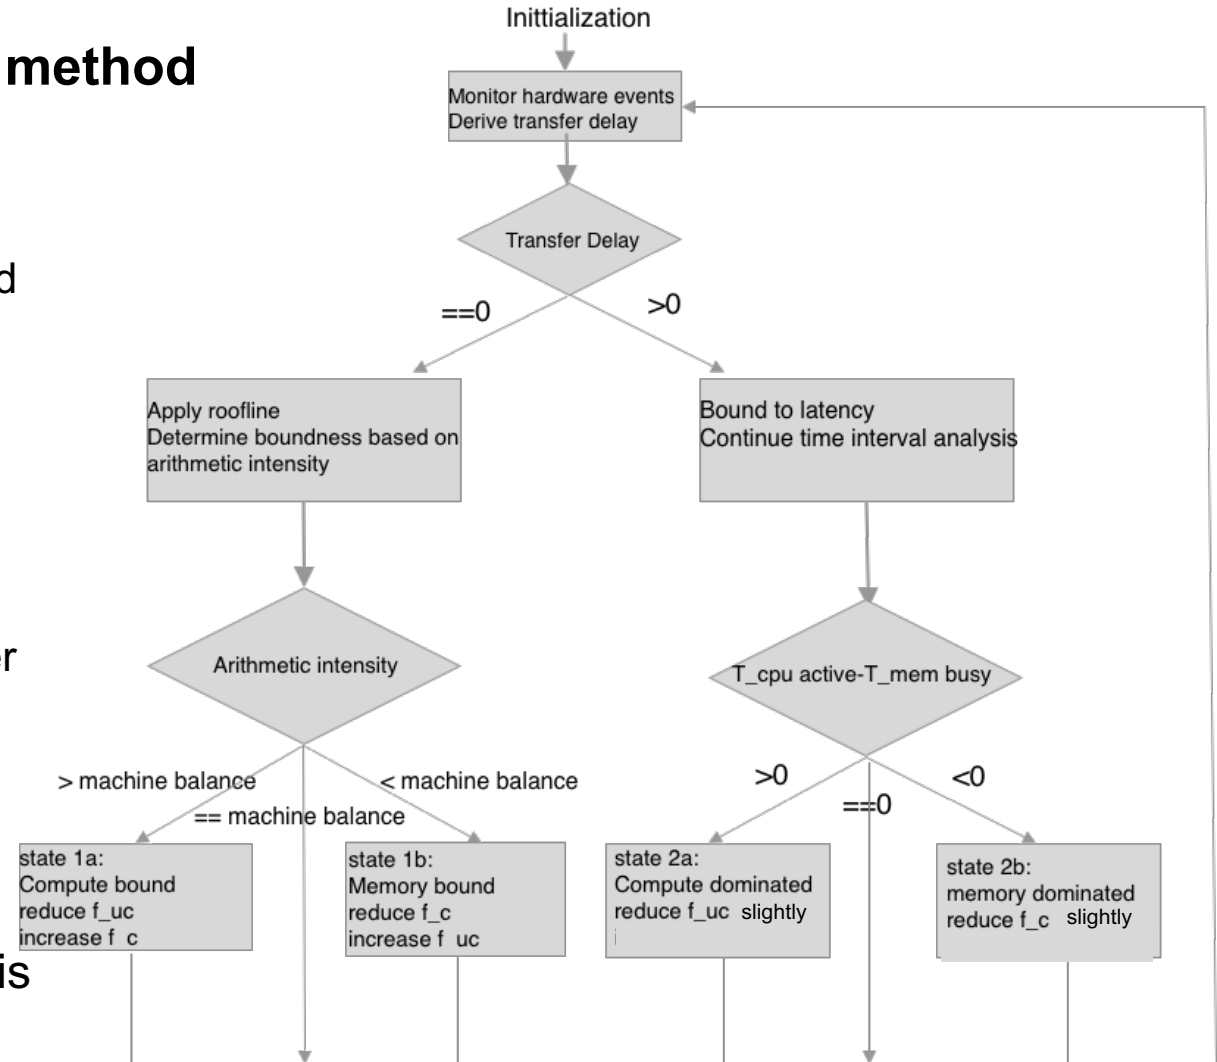 Inittialization
method
Monitor hardware events
Derive transfer delay
Transfer Delay
d
==0
>0
Apply roofline
Determine boundness based on
arithmetic intensity
Bound to latency
Continue time interval analysis
er
Arithmetic intensity
T_cpu active-T_mem busy
> machine balance
< machine balance
== machine balance
>0
<0
==0
state 1a:
Compute bound
reduce f_uc
increase f_c
state 1b:
Memory bound
reduce f_c
increase f_uc
state 2a:
Compute dominated
reduce f_uc slightly
state 2b:
memory dominated
reduce f_c slightly
is